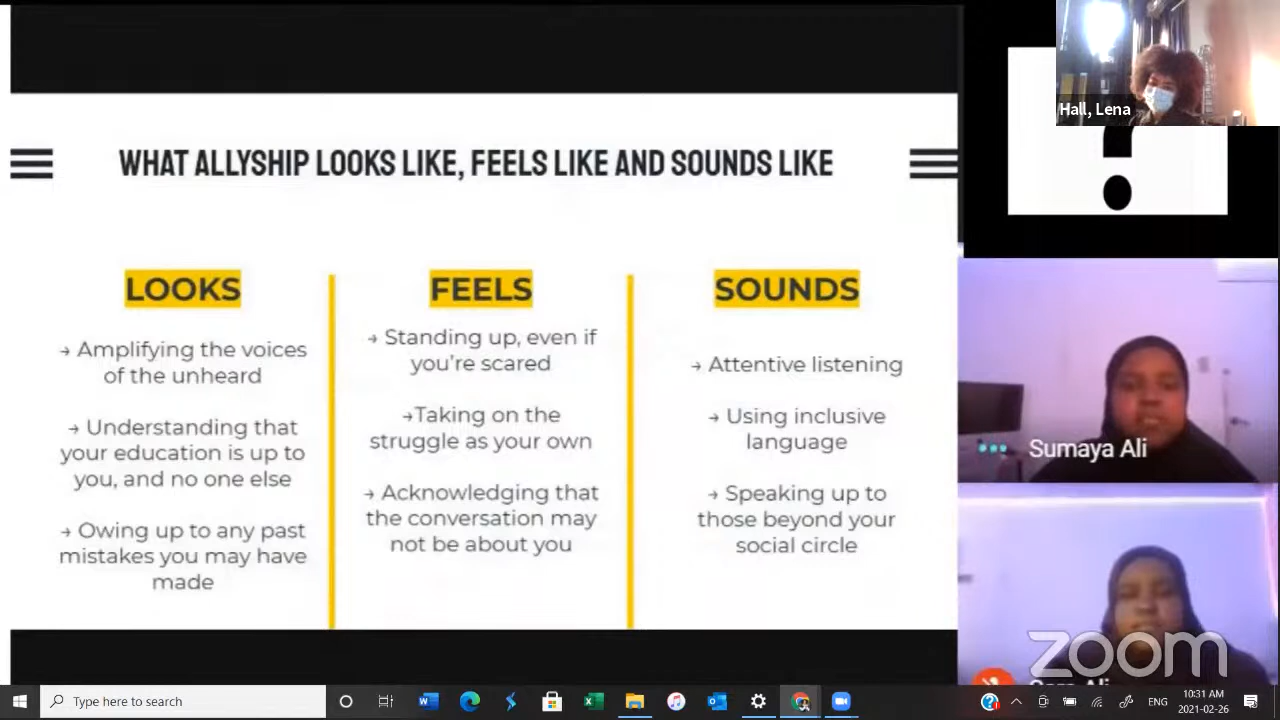 Hall, Lena
WHAT ALLYSHIP LOOKS LIKE, FEELS LIKE AND SOUNDS LIKE
LOOKS
→ Amplifying the voices
of the unheard
→ Understanding that
your education is up to
you, and no one else
→ Owing up to any past
mistakes you may have
made
FEELS
→ Standing up, even if
you're scared
→Taking on the
struggle as your own
→ Acknowledging that
the conversation may
not be about you
SOUNDS
→ Attentive listening
→ Using inclusive
language
→ Speaking up to
those beyond your
social circle
?
Sumaya Ali
zoom
Type here to search
ENG
10:31 AM
2021-02-26